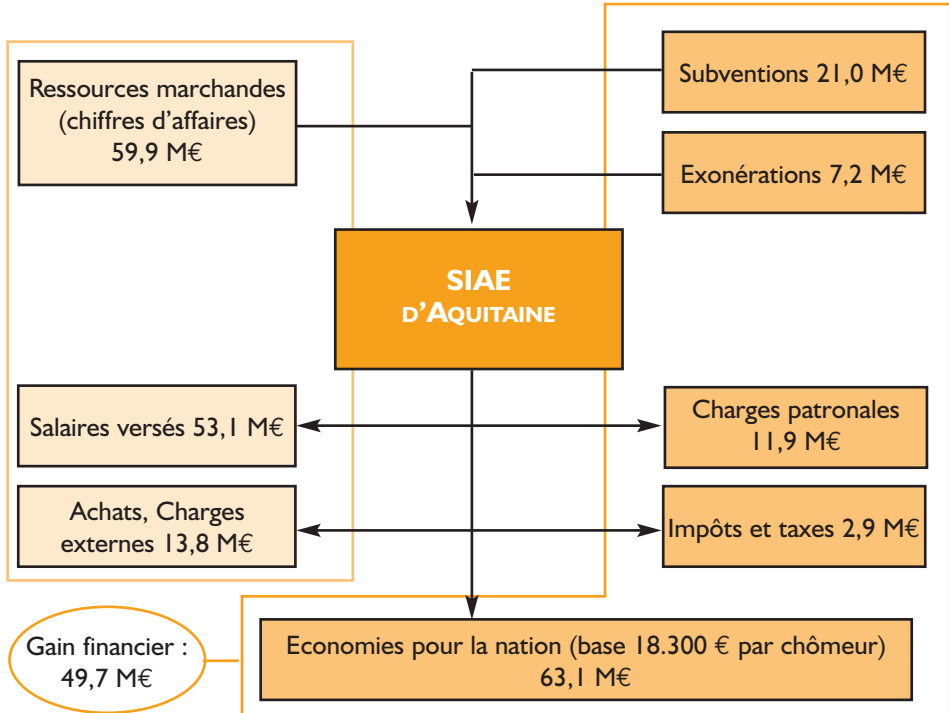 Ressources marchandes
(chiffres d'affaires)
59,9 M€
Subventions 21,0 M€
Exonérations 7,2 M€
SIAE
D'AQUITAINE
Salaires versés 53,1 M€
Charges patronales
11,9 M€
Achats, Charges
externes 13,8 M€
Impôts et taxes 2,9 M€
Gain financier :
49,7 M€
Economies pour la nation (base 18.300 € par chômeur)
63,1 M€